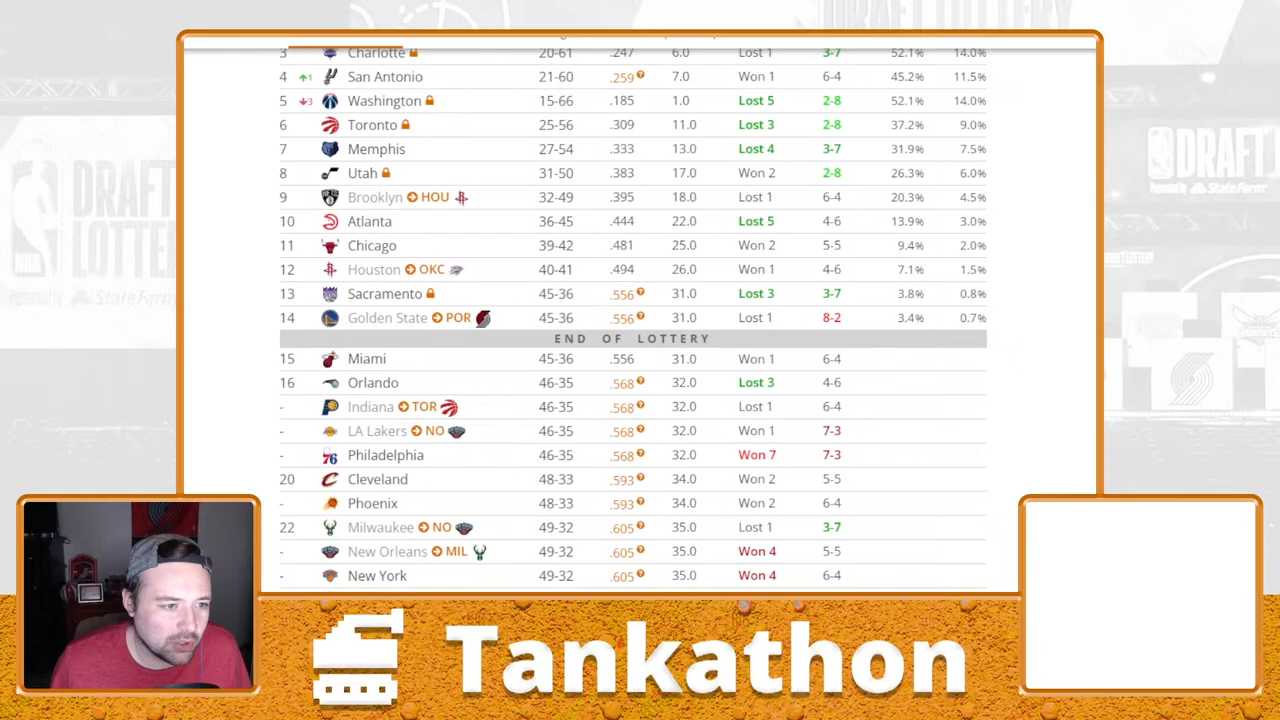 3 Charlotte 20-61 .247 6.0 Lost 1 3-7 52.1% 14.0%
4 1 San Antonio 21-60 .259 ? 7.0 Won 1 6-4 45.2% 11.5%
5 3 Washington 15-66 .185 1.0 Lost 5 2-8 52.1% 14.0%
6 Toronto 25-56 .309 11.0 Lost 3 2-8 37.2% 9.0%
7 Memphis 27-54 .333 13.0 Lost 4 3-7 31.9% 7.5%
8 Utah 31-50 .383 17.0 Won 2 2-8 26.3% 6.0%
9 Brooklyn HOU 32-49 .395 18.0 Lost 1 6-4 20.3% 4.5%
10 Atlanta 36-45 .444 22.0 Lost 5 4-6 13.9% 3.0%
11 Chicago 39-42 .481 25.0 Won 2 5-5 9.4% 2.0%
12 Houston OKC 40-41 .494 26.0 Won 1 4-6 7.1% 1.5%
13 Sacramento 45-36 .556 ? 31.0 Lost 3 3-7 3.8% 0.8%
14 Golden State POR 45-36 .556 ? 31.0 Lost 1 8-2 3.4% 0.7%
END OF LOTTERY
15 Miami 45-36 .556 31.0 Won 1 6-4
16 Orlando 46-35 .568 ? 32.0 Lost 3 4-6
- Indiana TOR 46-35 .568 ? 32.0 Lost 1 6-4
- LA Lakers NO 46-35 .568 ? 32.0 Won 1 7-3
- Philadelphia 46-35 .568 ? 32.0 Won 7 7-3
20 Cleveland 48-33 .593 ? 34.0 Won 2 5-5
- Phoenix 48-33 .593 ? 34.0 Won 2 6-4
22 Milwaukee NO 49-32 .605 ? 35.0 Lost 1 3-7
- New Orleans MIL 49-32 .605 ? 35.0 Won 4 5-5
- New York 49-32 .605 ? 35.0 Won 4 6-4
DRAFT
LOTTERY
DRAFT
Presented by State Farm
Tankathon